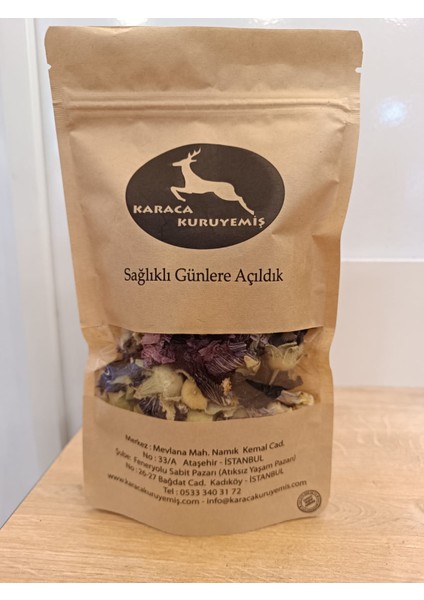 KARACA
KURUYEMİŞ
Sağlıklı Günlere Açıldık
Merkez : Mevlana Mah. Namık Kemal Cad.
No : 33/A Ataşehir - İSTANBUL
Şube: Feneryolu Sabit Pazarı (Atıksız Yaşam Pazarı)
No : 26-27 Bağdat Cad. Kadıköy - İSTANBUL
Tel : 0533 340 31 72
www.karacakuruyemiş.com - info@karacakuruyemis.com